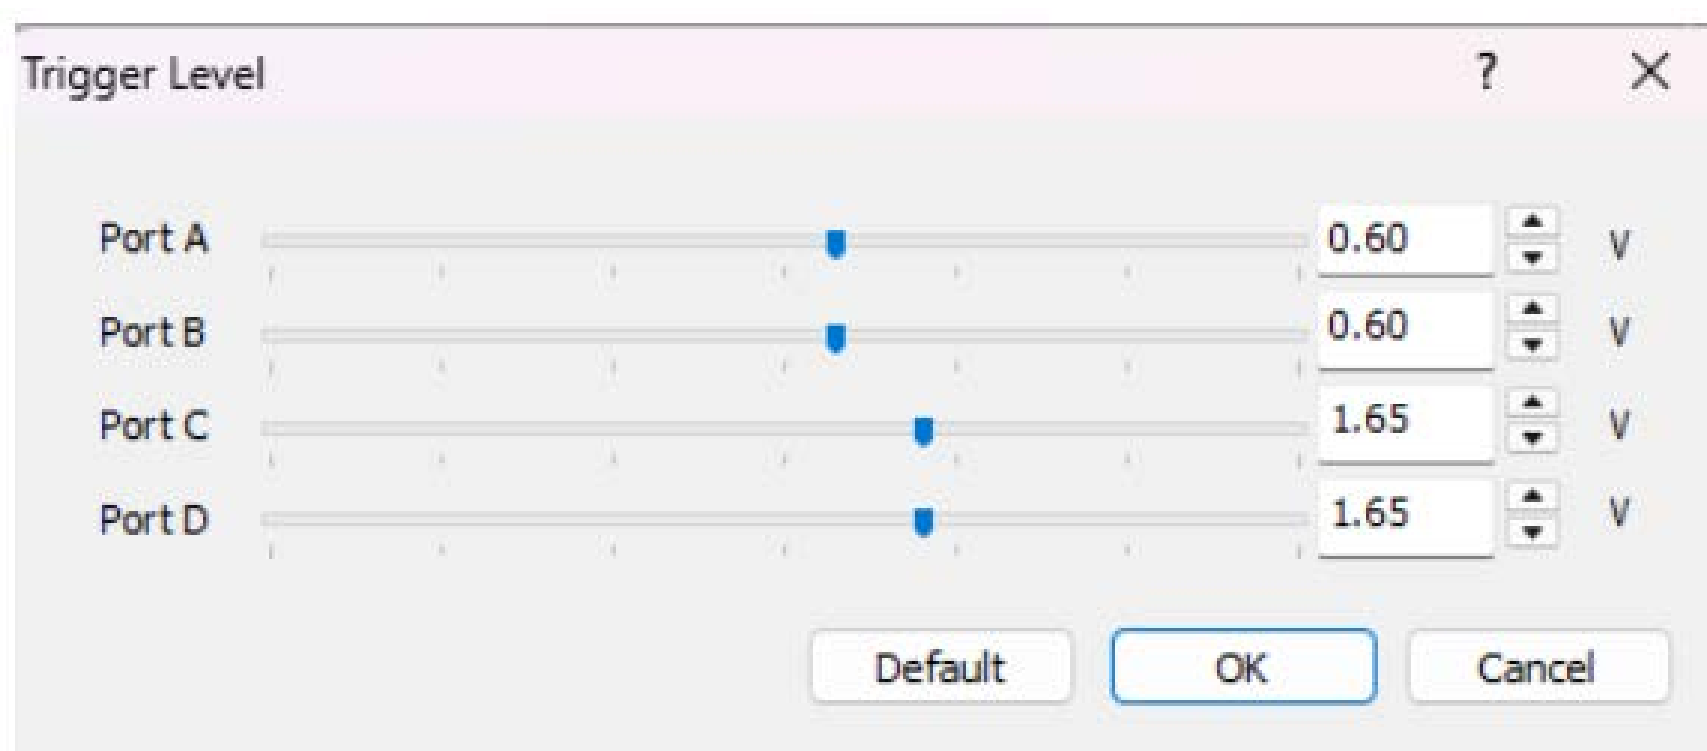 Trigger Level ? X
Port A 0.60 V
Port B 0.60 V
Port C 1.65 V
Port D 1.65 V
Default OK Cancel